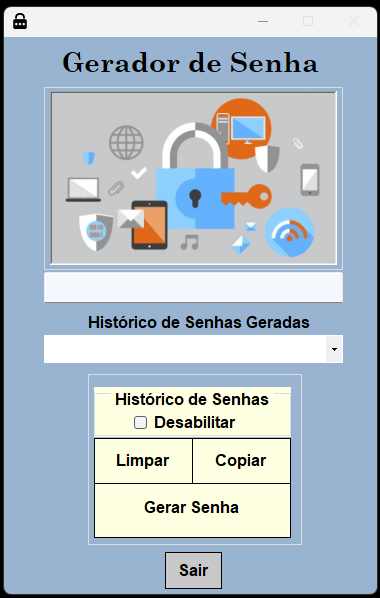 Gerador de Senha
0010
0001
Histórico de Senhas Geradas
Histórico de Senhas
Desabilitar
Limpar Copiar
Gerar Senha
Sair